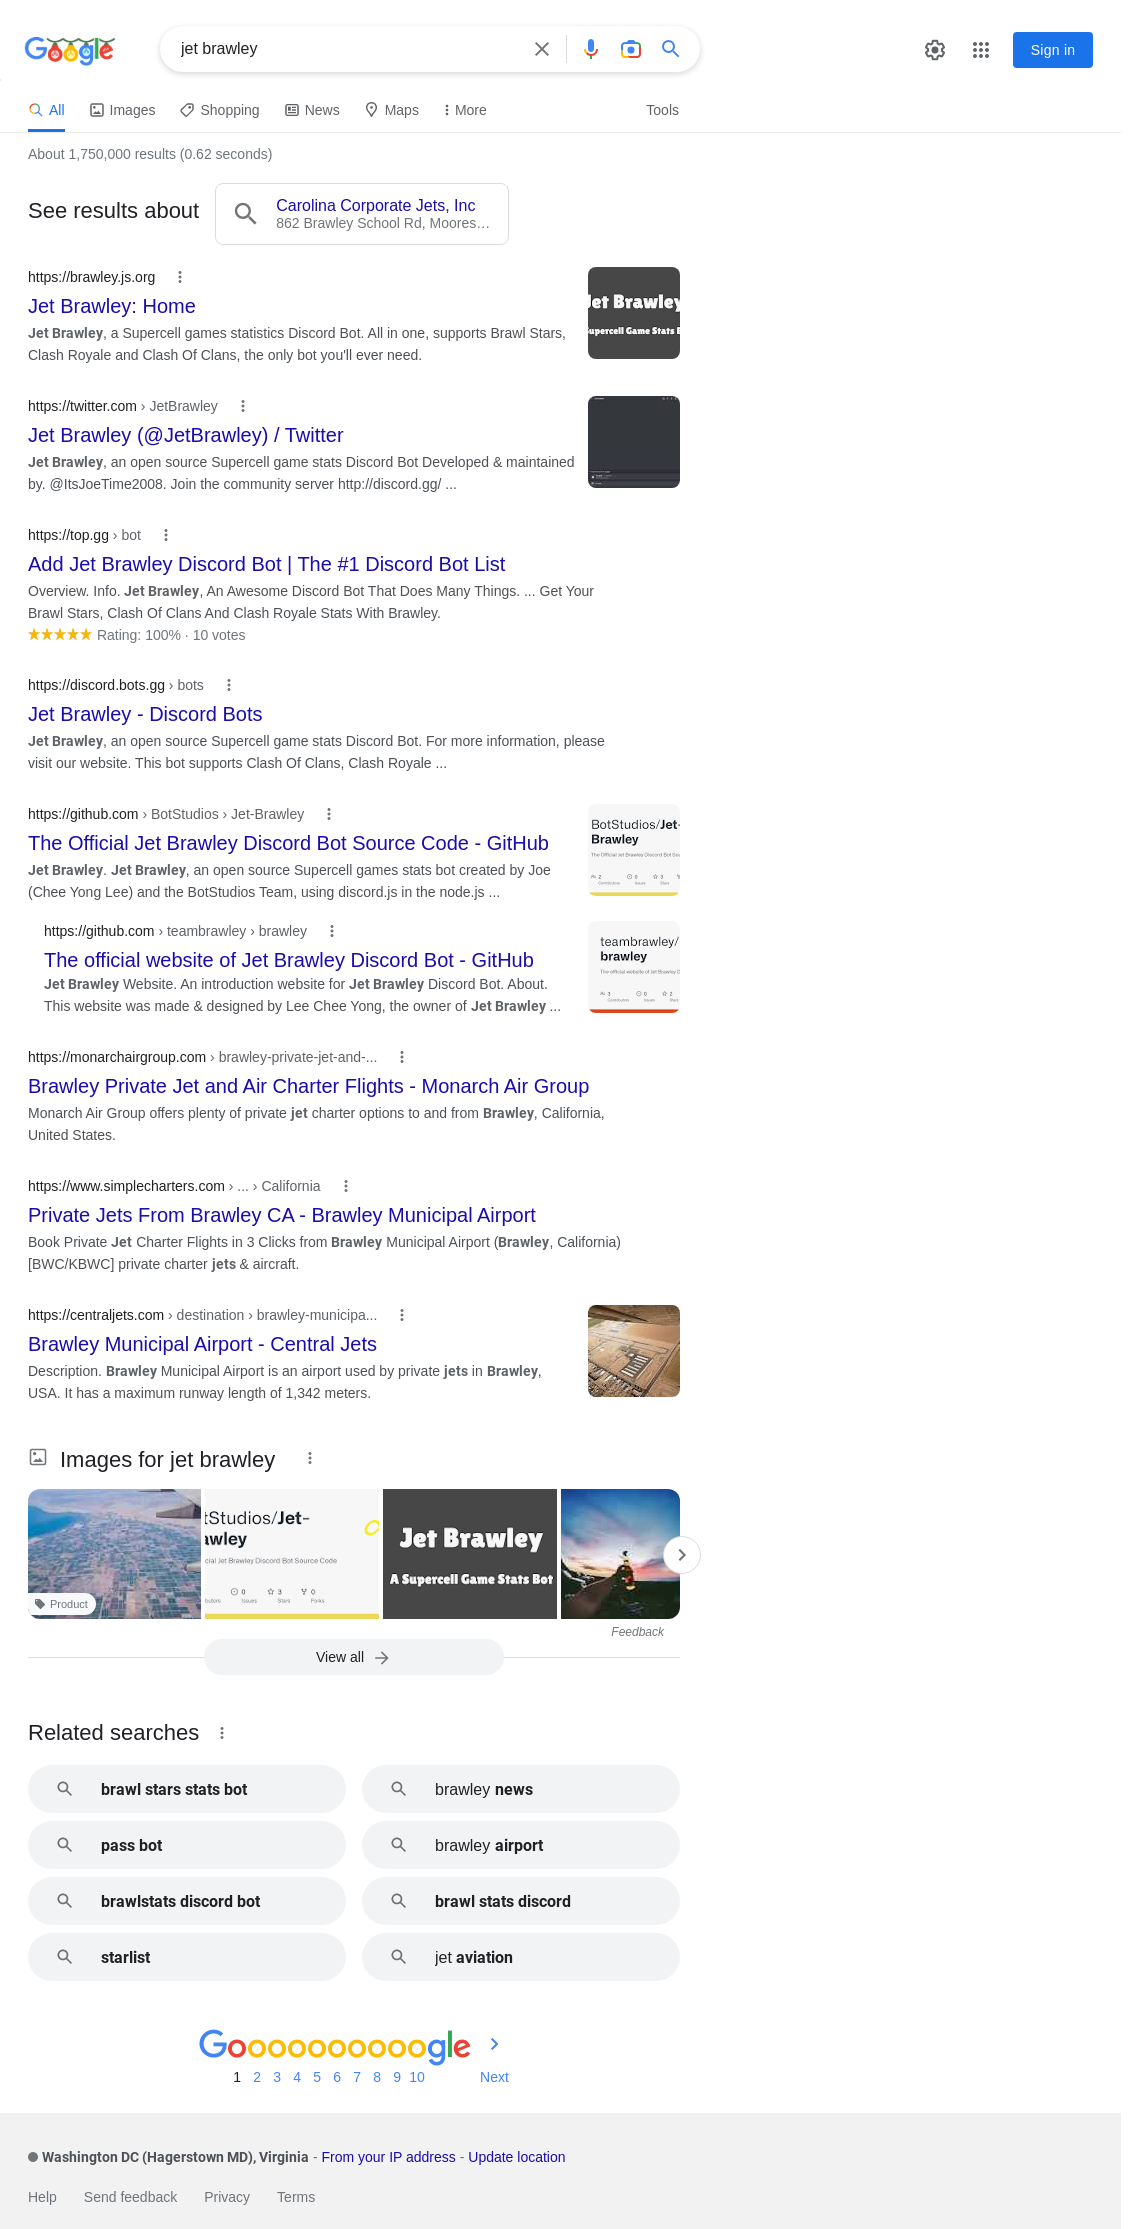 Google
jet brawley
Sign in
All
Images
Shopping
News
Maps
More
Tools
About 1,750,000 results (0.62 seconds)
See results about
Carolina Corporate Jets, Inc
862 Brawley School Rd, Moores…
https://brawley.js.org
Jet Brawley: Home
Jet Brawley, a Supercell games statistics Discord Bot. All in one, supports Brawl Stars,
Clash Royale and Clash Of Clans, the only bot you'll ever need.
Jet Brawley
Supercell Game Stats B
https://twitter.com › JetBrawley
Jet Brawley (@JetBrawley) / Twitter
Jet Brawley, an open source Supercell game stats Discord Bot Developed & maintained
by. @ItsJoeTime2008. Join the community server http://discord.gg/ ...
https://top.gg › bot
Add Jet Brawley Discord Bot | The #1 Discord Bot List
Overview. Info. Jet Brawley, An Awesome Discord Bot That Does Many Things. ... Get Your
Brawl Stars, Clash Of Clans And Clash Royale Stats With Brawley.
Rating: 100% · 10 votes
https://discord.bots.gg › bots
Jet Brawley - Discord Bots
Jet Brawley, an open source Supercell game stats Discord Bot. For more information, please
visit our website. This bot supports Clash Of Clans, Clash Royale ...
https://github.com › BotStudios › Jet-Brawley
The Official Jet Brawley Discord Bot Source Code - GitHub
Jet Brawley. Jet Brawley, an open source Supercell games stats bot created by Joe
(Chee Yong Lee) and the BotStudios Team, using discord.js in the node.js ...
BotStudios/Jet-
Brawley
The Official Jet Brawley Discord Bot Sou
2 0 3
Contributors Issues Stars
https://github.com › teambrawley › brawley
The official website of Jet Brawley Discord Bot - GitHub
Jet Brawley Website. An introduction website for Jet Brawley Discord Bot. About.
This website was made & designed by Lee Chee Yong, the owner of Jet Brawley ...
teambrawley/
brawley
The official website of Jet Brawley D
3 0 2
Contributors Issues Stars
https://monarchairgroup.com › brawley-private-jet-and-...
Brawley Private Jet and Air Charter Flights - Monarch Air Group
Monarch Air Group offers plenty of private jet charter options to and from Brawley, California,
United States.
https://www.simplecharters.com › ... › California
Private Jets From Brawley CA - Brawley Municipal Airport
Book Private Jet Charter Flights in 3 Clicks from Brawley Municipal Airport (Brawley, California)
[BWC/KBWC] private charter jets & aircraft.
https://centraljets.com › destination › brawley-municipa...
Brawley Municipal Airport - Central Jets
Description. Brawley Municipal Airport is an airport used by private jets in Brawley,
USA. It has a maximum runway length of 1,342 meters.
Images for jet brawley
Product
tStudios/Jet-
awley
cial Jet Brawley Discord Bot Source Code
0 3 0
butors Issues Stars Forks
Jet Brawley
A Supercell Game Stats Bot
Feedback
View all
Related searches
brawl stars stats bot
brawley news
pass bot
brawley airport
brawlstats discord bot
brawl stats discord
starlist
jet aviation
Goooooooooogle
1 2 3 4 5 6 7 8 9 10 Next
Washington DC (Hagerstown MD), Virginia - From your IP address - Update location
Help Send feedback Privacy Terms